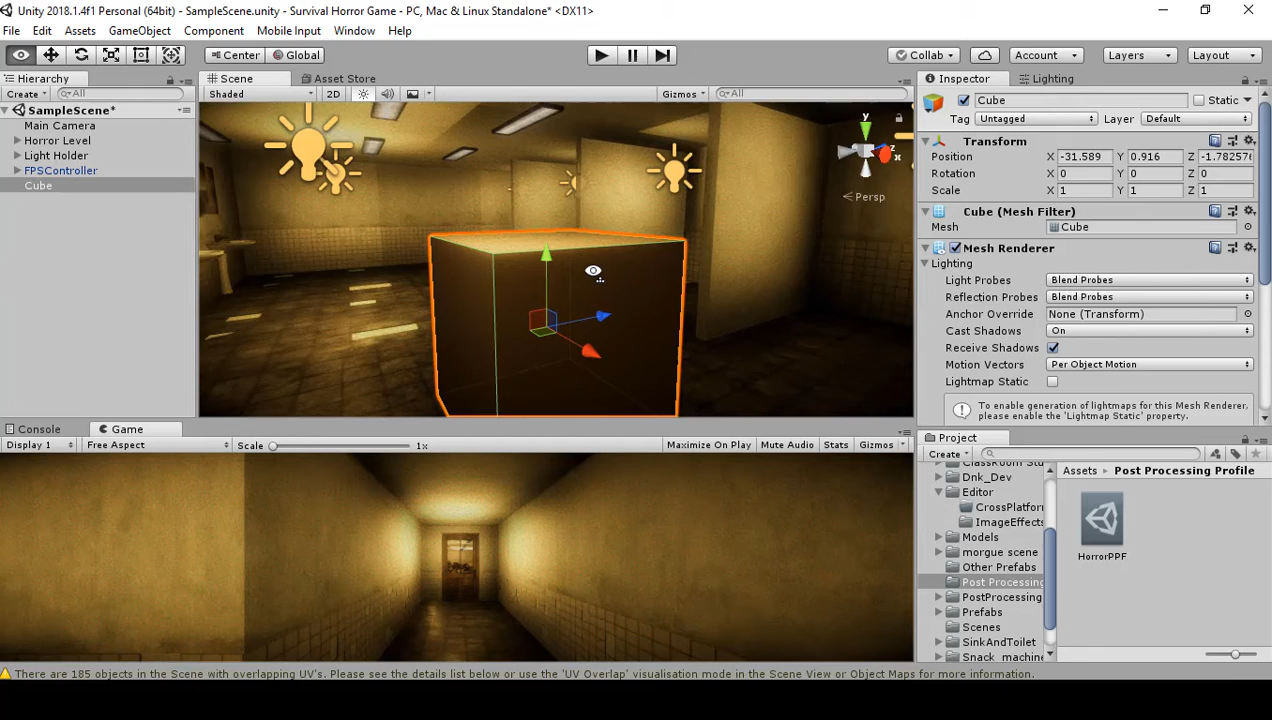 Unity 2018.1.4f1 Personal (64bit) - SampleScene.unity - Survival Horror Game - PC, Mac & Linux Standalone* <DX11>
File Edit Assets GameObject Component Mobile Input Window Help
Center Global Collab Account Layers Layout
Hierarchy
Create All
SampleScene*
Main Camera
Horror Level
Light Holder
FPSController
Cube
Scene Asset Store
Shaded 2D Gizmos All
y
z
x
Persp
Inspector Lighting
Cube Static
Tag Untagged Layer Default
Transform
Position X -31.589 Y 0.916 Z -1.78257
Rotation X 0 Y 0 Z 0
Scale X 1 Y 1 Z 1
Cube (Mesh Filter)
Mesh Cube
Mesh Renderer
Lighting
Light Probes Blend Probes
Reflection Probes Blend Probes
Anchor Override None (Transform)
Cast Shadows On
Receive Shadows
Motion Vectors Per Object Motion
Lightmap Static
To enable generation of lightmaps for this Mesh Renderer, please enable the 'Lightmap Static' property.
Console Game
Display 1 Free Aspect Scale 1x Maximize On Play Mute Audio Stats Gizmos
Project
Create
Dnk_Dev
Editor
CrossPlatforr
ImageEffects
Models
morgue scene
Other Prefabs
Post Processing
PostProcessing
Prefabs
Scenes
SinkAndToilet
Snack_machine
Assets Post Processing Profile
HorrorPPF
There are 185 objects in the Scene with overlapping UV's. Please see the details list below or use the 'UV Overlap' visualisation mode in the Scene View or Object Maps for more information.